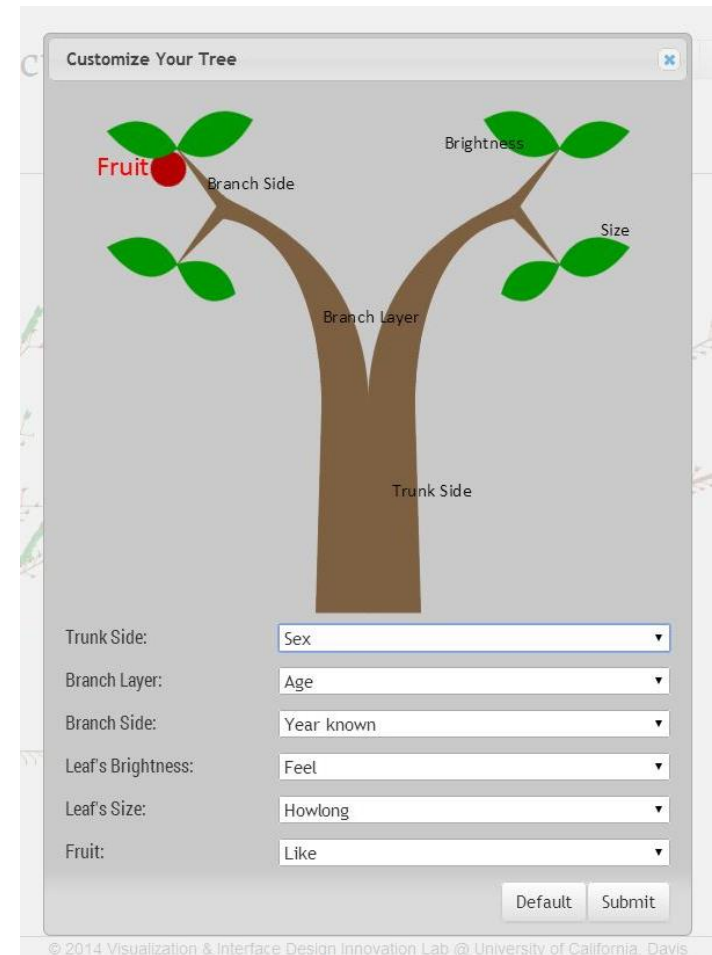 Customize Your Tree
Brightness
Fruit
Branch Side
Size
Branch Layer
Trunk Side
Trunk Side: Sex
Branch Layer: Age
Branch Side: Year known
Leaf's Brightness: Feel
Leaf's Size: Howlong
Fruit: Like
Default Submit
© 2014 Visualization & Interface Design Innovation Lab @ University of California, Davis